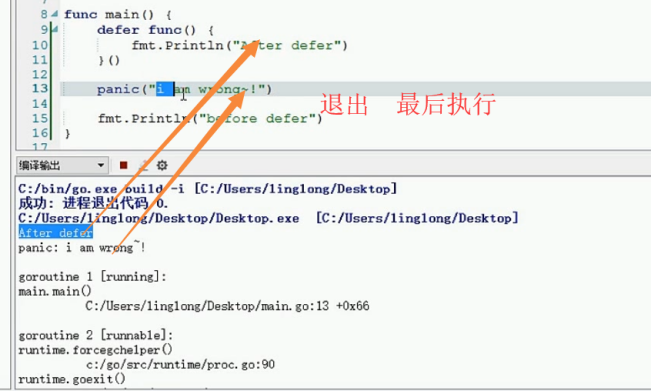 7
8 func main() {
9 defer func() {
10 fmt.Println("After defer")
11 }()
12
13 panic("i am wrong~!")
14
15 fmt.Println("before defer")
16 }
17
退出 最后执行
编译输出
C:/bin/go.exe build -i [C:/Users/linglong/Desktop]
成功: 进程退出代码 0.
C:/Users/linglong/Desktop/Desktop.exe [C:/Users/linglong/Desktop]
After defer
panic: i am wrong~!
goroutine 1 [running]:
main.main()
C:/Users/linglong/Desktop/main.go:13 +0x66
goroutine 2 [runnable]:
runtime.forcegchelper()
c:/go/src/runtime/proc.go:90
runtime.goexit()